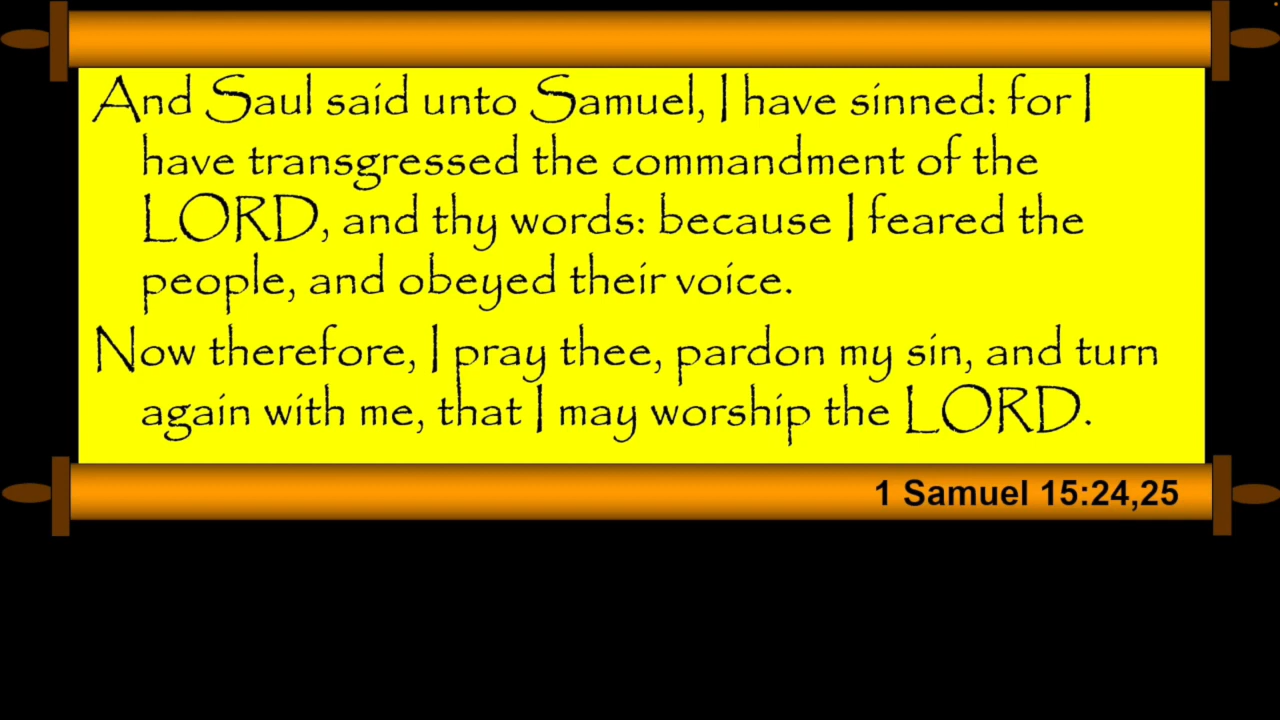 And Saul said unto Samuel, I have sinned: for I
have transgressed the commandment of the
LORD, and thy words: because I feared the
people, and obeyed their voice.
Now therefore, I pray thee, pardon my sin, and turn
again with me, that I may worship the LORD.
1 Samuel 15:24,25